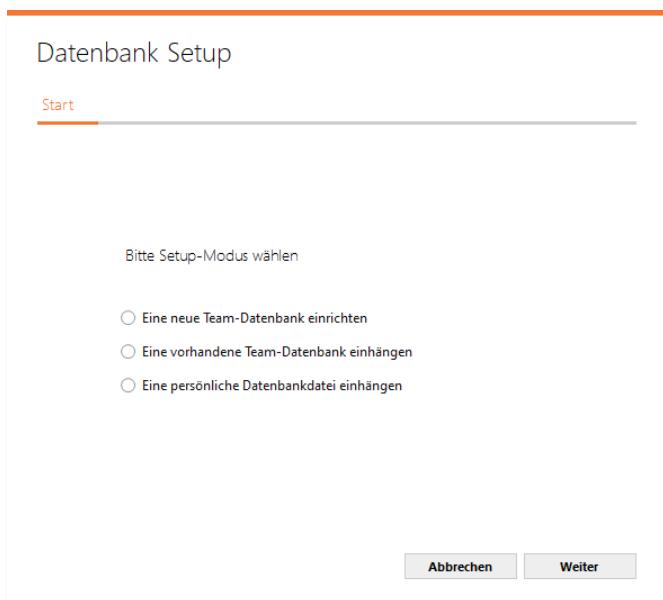 Datenbank Setup
Start
Bitte Setup-Modus wählen
Eine neue Team-Datenbank einrichten
Eine vorhandene Team-Datenbank einhängen
Eine persönliche Datenbankdatei einhängen
Abbrechen Weiter